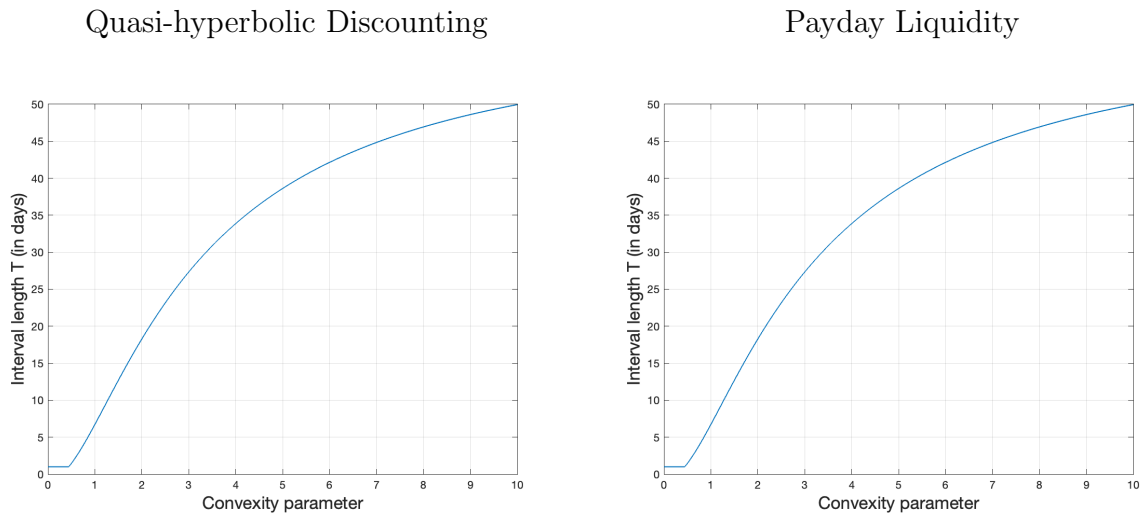 Quasi-hyperbolic Discounting
Payday Liquidity
50
45
40
35
30
25
20
15
10
5
0
Interval length T (in days)
0 1 2 3 4 5 6 7 8 9 10
Convexity parameter
50
45
40
35
30
25
20
15
10
5
0
Interval length T (in days)
0 1 2 3 4 5 6 7 8 9 10
Convexity parameter